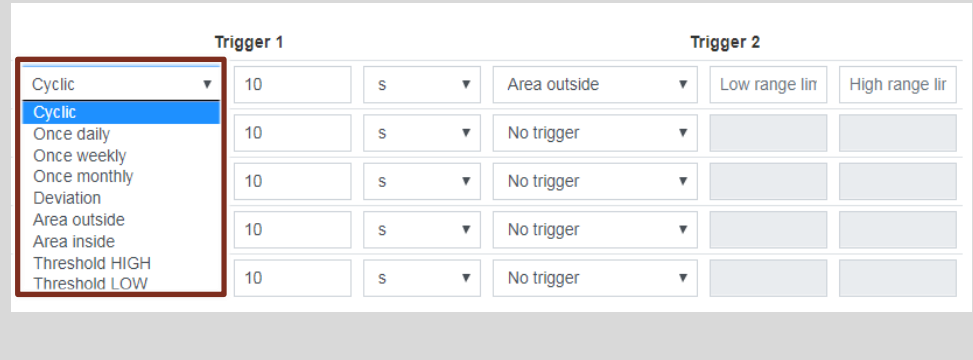 Trigger 1 Trigger 2
Cyclic 10 s Area outside Low range lim High range lir
Cyclic
Once daily 10 s No trigger
Once weekly
Once monthly 10 s No trigger
Deviation
Area outside 10 s No trigger
Area inside
Threshold HIGH 10 s No trigger
Threshold LOW